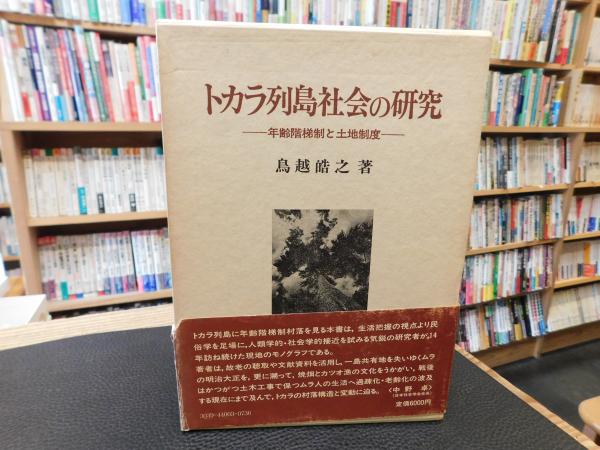 トカラ列島社会の研究
──年齢階梯制と土地制度──
鳥越皓之著
トカラ列島に年齢階梯制村落を見る本書は、生活把握の視点より民
俗学を足場に、人類学的・社会学的接近を試みる気鋭の研究者が、14
年訪ね続けた現地のモノグラフである。
著者は、故老の聴取や文献資料を活用し、一島共有地を失いゆくムラ
の明治大正を、更に溯って、焼畑とカツオ漁の文化をうかがい、戦後
はかつがつ土木工事で保つムラ人の生活へ過疎化・老齢化の波及
する現在にまで及んで、トカラの村落構造と変動に迫る。〈中野 卓〉
3039-44003-0730
定価6000円